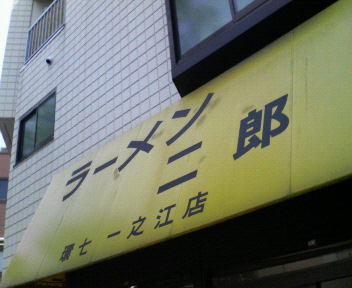 ラーメン
二郎
環七 一之江店